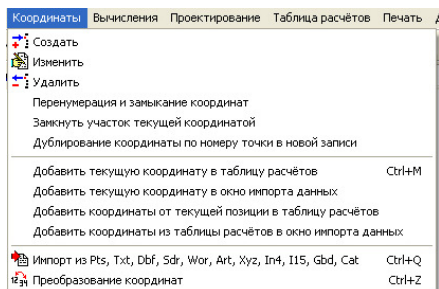 Координаты Вычисления Проектирование Таблица расчётов Печать
Создать
Изменить
Удалить
Перенумерация и замыкание координат
Замкнуть участок текущей координатой
Дублирование координаты по номеру точки в новой записи
Добавить текущую координату в таблицу расчётов Ctrl+M
Добавить текущую координату в окно импорта данных
Добавить координаты от текущей позиции в таблицу расчётов
Добавить координаты из таблицы расчётов в окно импорта данных
Импорт из Pts, Txt, Dbf, Sdr, Wor, Art, Xyz, In4, I15, Gbd, Cat Ctrl+Q
Преобразование координат Ctrl+Z